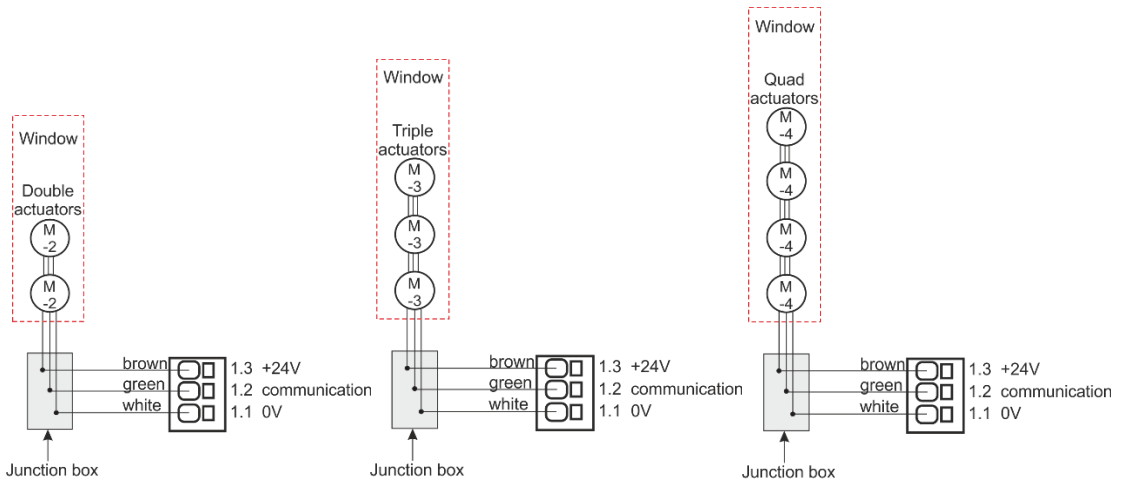 Window
Double
actuators
M
-2
M
-2
brown
green
white
1.3 +24V
1.2 communication
1.1 0V
Junction box
Window
Triple
actuators
M
-3
M
-3
M
-3
brown
green
white
1.3 +24V
1.2 communication
1.1 0V
Junction box
Window
Quad
actuators
M
-4
M
-4
M
-4
M
-4
brown
green
white
1.3 +24V
1.2 communication
1.1 0V
Junction box